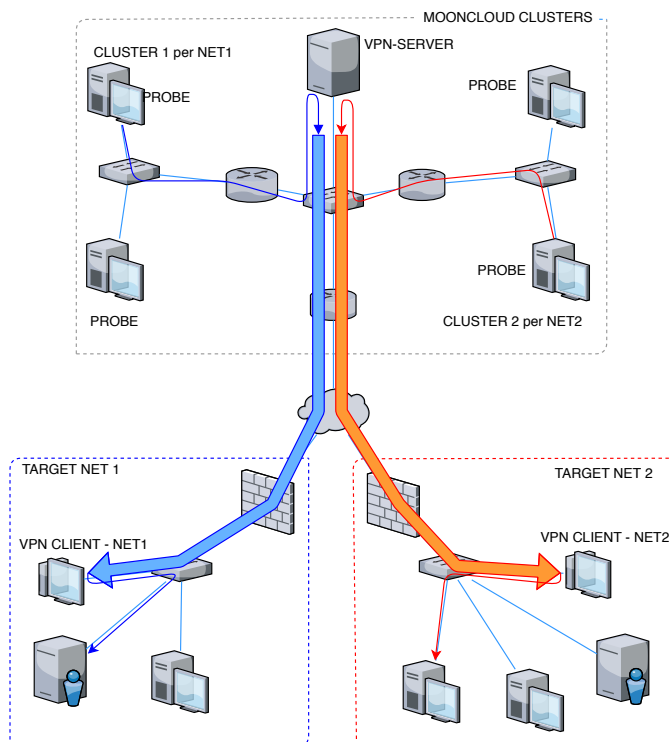 MOONCLOUD CLUSTERS
VPN-SERVER
CLUSTER 1 per NET1
PROBE
PROBE
PROBE
PROBE
CLUSTER 2 per NET2
TARGET NET 1
TARGET NET 2
VPN CLIENT - NET1
VPN CLIENT - NET2